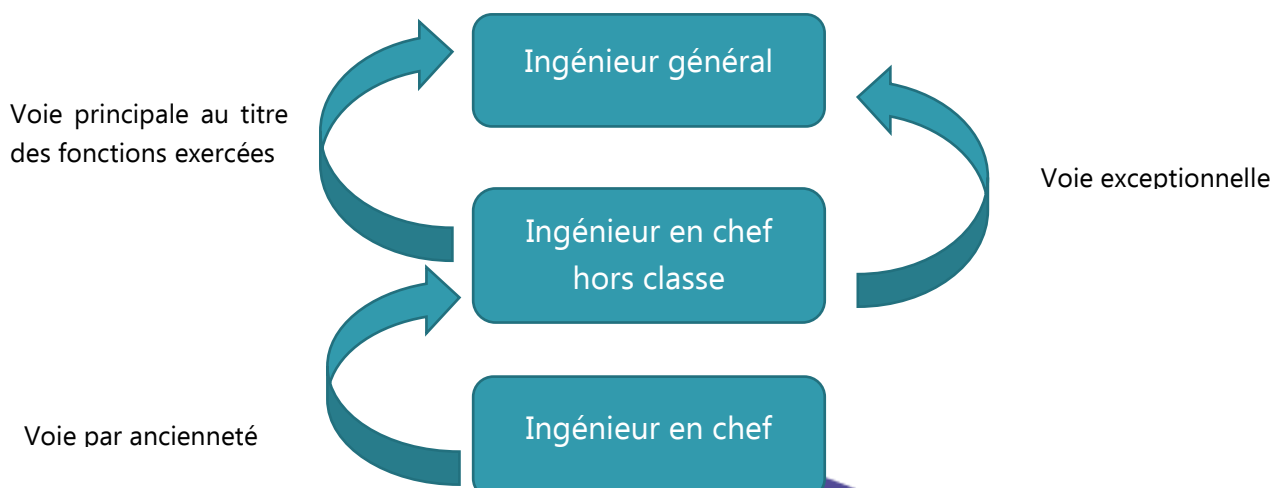 Ingénieur général
Voie principale au titre
des fonctions exercées
Voie exceptionnelle
Ingénieur en chef
hors classe
Voie par ancienneté
Ingénieur en chef